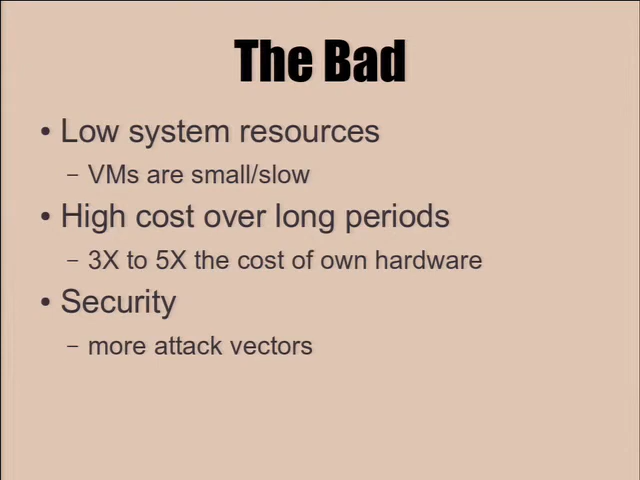 The Bad
• Low system resources
– VMs are small/slow
• High cost over long periods
– 3X to 5X the cost of own hardware
• Security
– more attack vectors